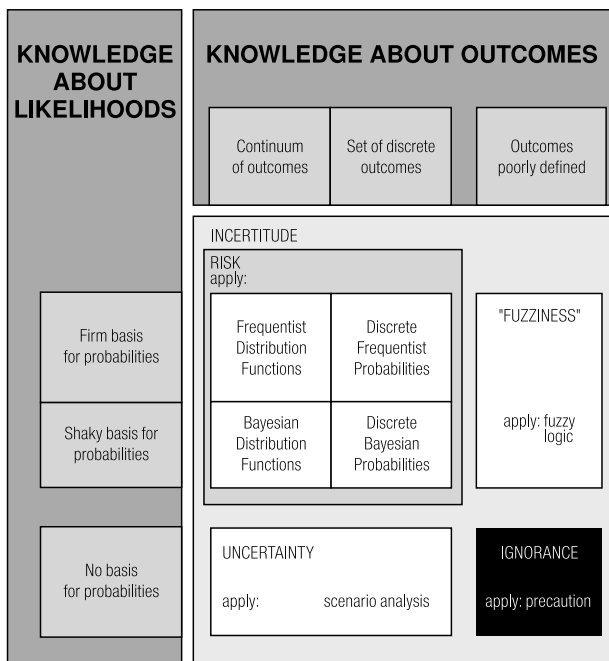 KNOWLEDGE
ABOUT
LIKELIHOODS
KNOWLEDGE ABOUT OUTCOMES
Continuum
of outcomes
Set of discrete
outcomes
Outcomes
poorly defined
INCERTITUDE
RISK
apply:
Firm basis
for probabilities
Frequentist
Distribution
Functions
Discrete
Frequentist
Probabilities
"FUZZINESS"
apply: fuzzy
logic
Shaky basis for
probabilities
Bayesian
Distribution
Functions
Discrete
Bayesian
Probabilities
No basis
for probabilities
UNCERTAINTY
apply: scenario analysis
IGNORANCE
apply: precaution